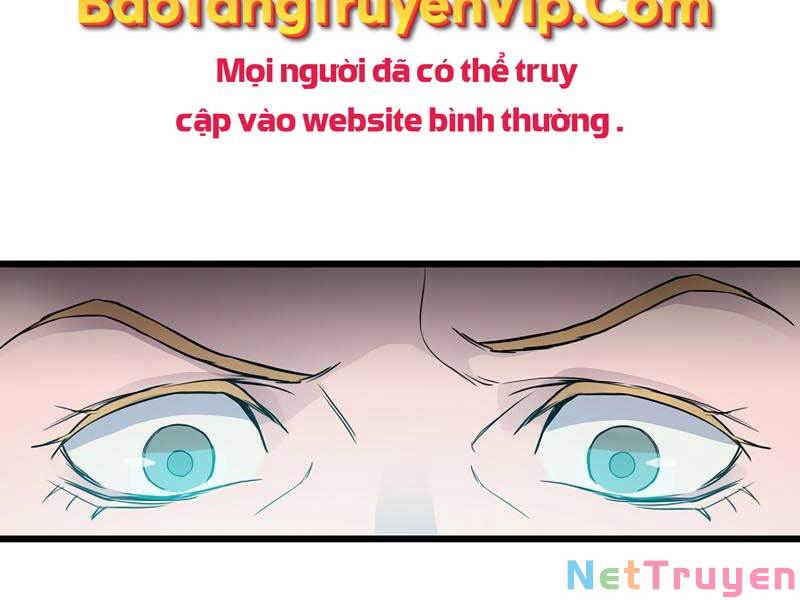 BaoTangTruyenVip.Com
Mọi người đã có thể truy
cập vào website bình thường.
NetTruyen